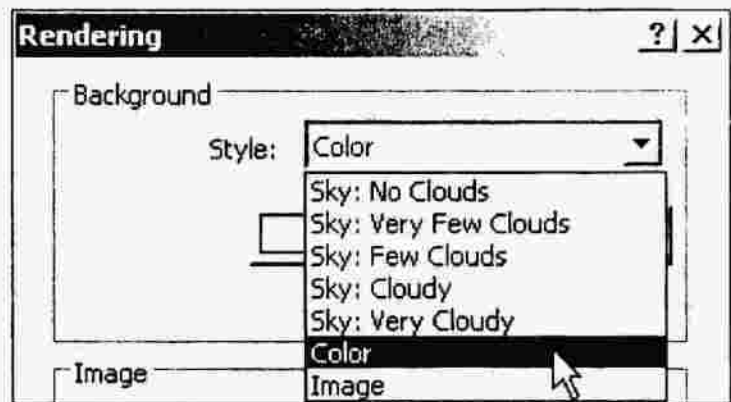 Rendering ? X
Background
Style: Color
Sky: No Clouds
Sky: Very Few Clouds
Sky: Few Clouds
Sky: Cloudy
Sky: Very Cloudy
Color
Image
Image